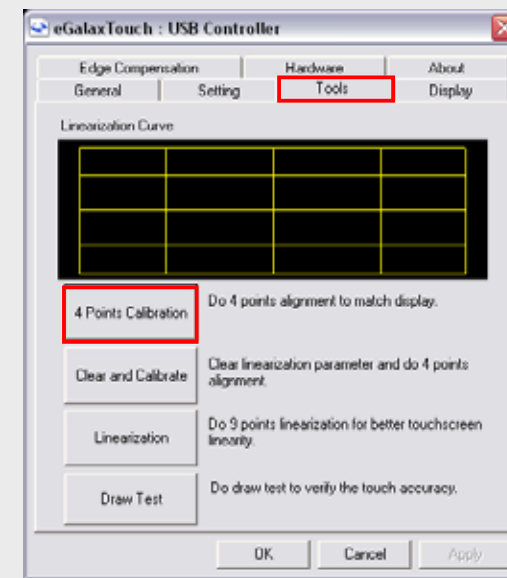 eGalaxTouch : USB Controller
Edge Compensation Hardware About
General Setting Tools Display
Linearization Curve
4 Points Calibration
Do 4 points alignment to match display.
Clear and Calibrate
Clear linearization parameter and do 4 points
alignment.
Linearization
Do 9 points linearization for better touchscreen
linearity.
Draw Test
Do draw test to verify the touch accuracy.
OK Cancel Apply